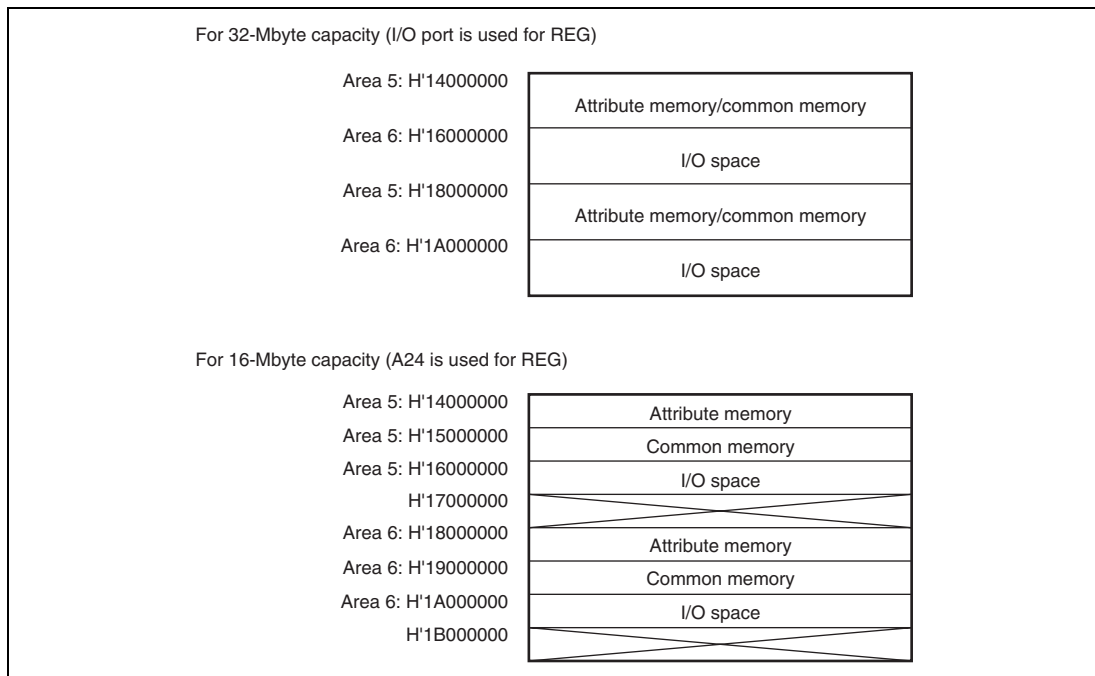 For 32-Mbyte capacity (I/O port is used for REG)
Area 5: H'14000000
Attribute memory/common memory
Area 6: H'16000000
I/O space
Area 5: H'18000000
Attribute memory/common memory
Area 6: H'1A000000
I/O space
For 16-Mbyte capacity (A24 is used for REG)
Area 5: H'14000000
Attribute memory
Area 5: H'15000000
Common memory
Area 5: H'16000000
I/O space
H'17000000
Area 6: H'18000000
Attribute memory
Area 6: H'19000000
Common memory
Area 6: H'1A000000
I/O space
H'1B000000